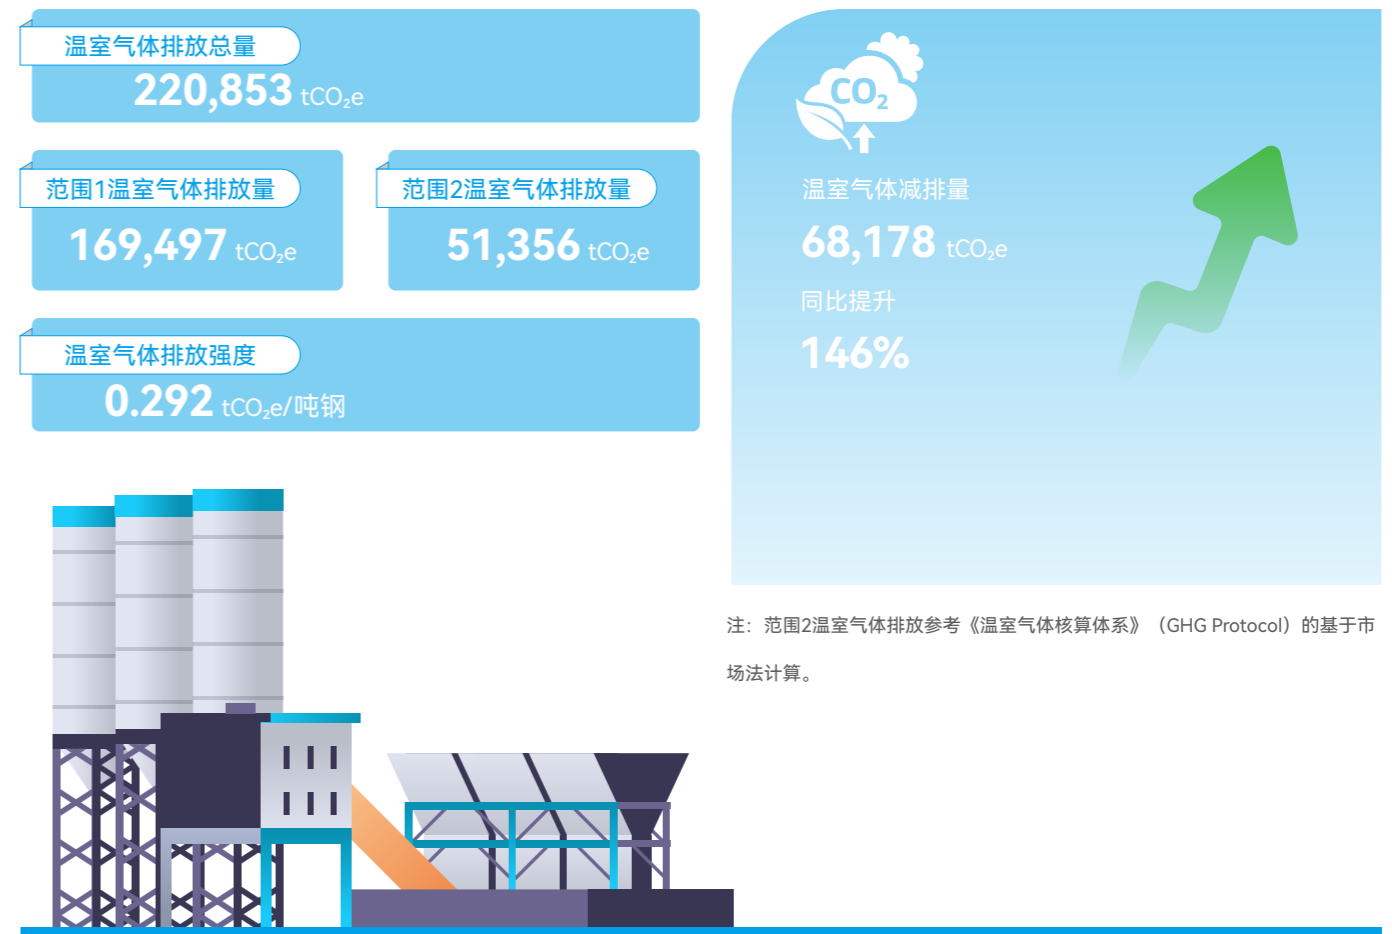 温室气体排放总量
220,853 tCO₂e
范围1温室气体排放量
169,497 tCO₂e
范围2温室气体排放量
51,356 tCO₂e
温室气体排放强度
0.292 tCO₂e/吨钢
CO₂
温室气体减排量
68,178 tCO₂e
同比提升
146%
注：范围2温室气体排放参考《温室气体核算体系》（GHG Protocol）的基于市
场法计算。